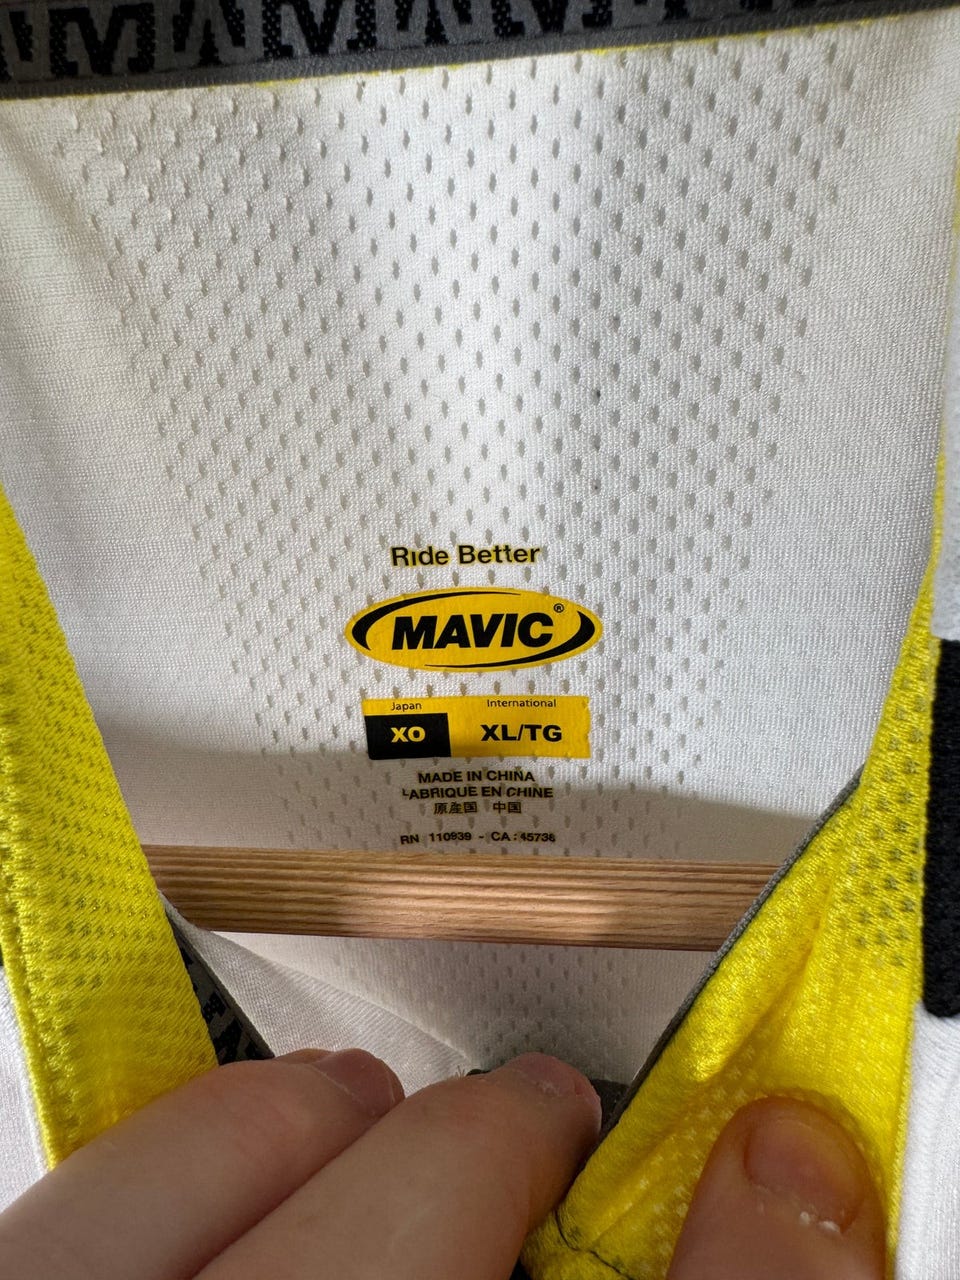 Ride Better
MAVIC®
Japan International
XO XL/TG
MADE IN CHINA
FABRIQUE EN CHINE
原産国 中国
RN 110939 - CA : 45736